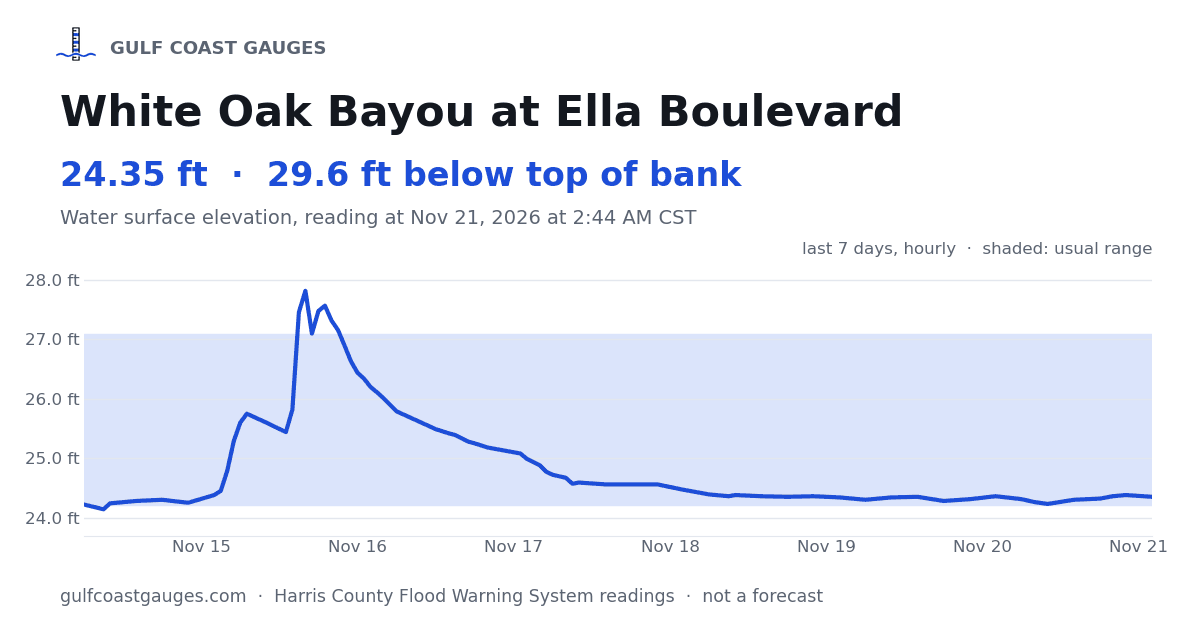 GULF COAST GAUGES
White Oak Bayou at Ella Boulevard
24.35 ft · 29.6 ft below top of bank
Water surface elevation, reading at Nov 21, 2026 at 2:44 AM CST
last 7 days, hourly · shaded: usual range
28.0 ft
27.0 ft
26.0 ft
25.0 ft
24.0 ft
Nov 15 Nov 16 Nov 17 Nov 18 Nov 19 Nov 20 Nov 21
gulfcoastgauges.com · Harris County Flood Warning System readings · not a forecast